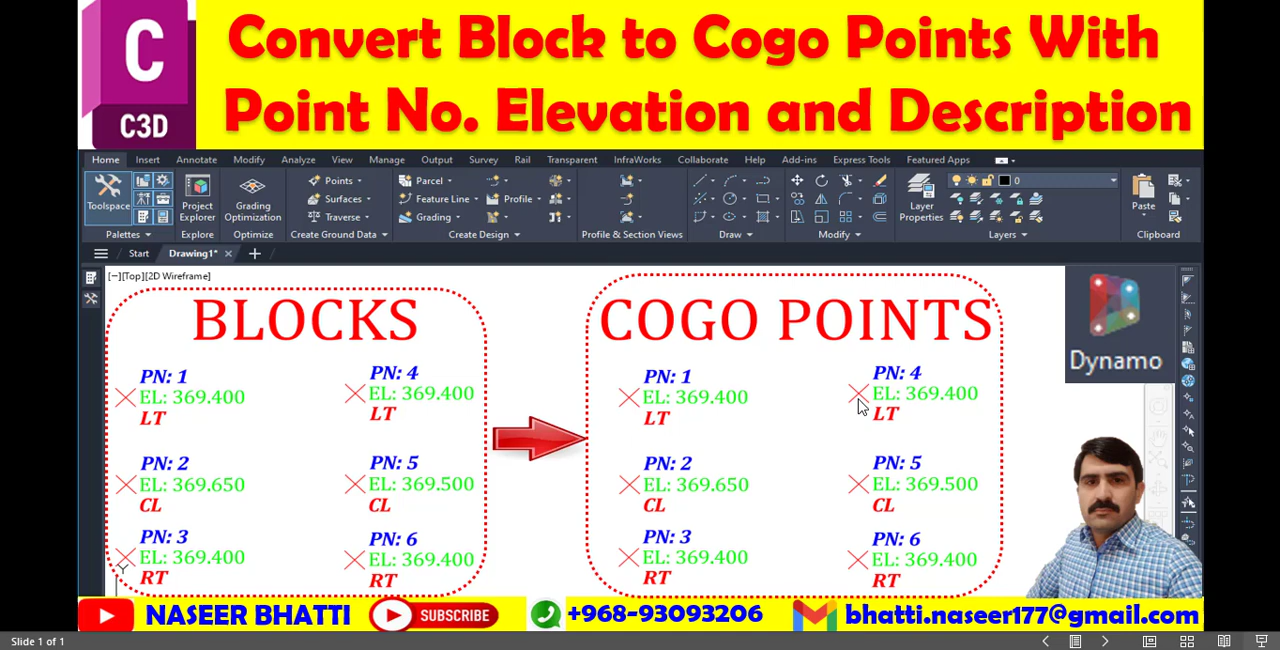 Convert Block to Cogo Points With
Point No. Elevation and Description
C
C3D
Home Insert Annotate Modify Analyze View Manage Output Survey Rail Transparent InfraWorks Collaborate Help Add-ins Express Tools Featured Apps
Toolspace
Project Explorer
Grading Optimization
Points
Surfaces
Traverse
Parcel
Feature Line
Grading
Profile
Layer Properties
0
Paste
Palettes Explore Optimize Create Ground Data Create Design Profile & Section Views Draw Modify Layers Clipboard
Start Drawing1*
[−][Top][2D Wireframe]
BLOCKS
PN: 1
EL: 369.400
LT
PN: 4
EL: 369.400
LT
PN: 2
EL: 369.650
CL
PN: 5
EL: 369.500
CL
PN: 3
EL: 369.400
RT
PN: 6
EL: 369.400
RT
Y
COGO POINTS
PN: 1
EL: 369.400
LT
PN: 4
EL: 369.400
LT
PN: 2
EL: 369.650
CL
PN: 5
EL: 369.500
CL
PN: 3
EL: 369.400
RT
PN: 6
EL: 369.400
RT
Dynamo
NASEER BHATTI SUBSCRIBE +968-93093206 bhatti.naseer177@gmail.com
Slide 1 of 1